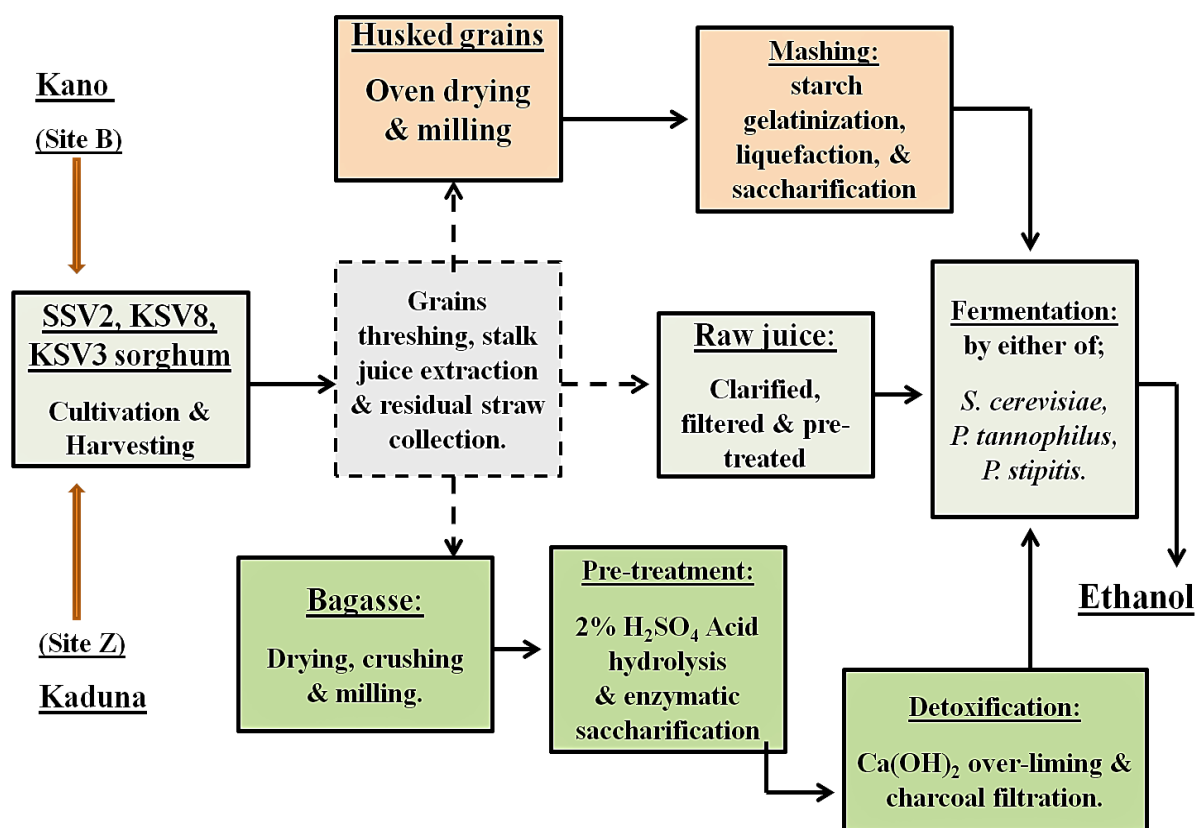 Husked grains
Oven drying
& milling
Mashing:
starch
gelatinization,
liquefaction, &
saccharification
Kano
(Site B)
SSV2, KSV8,
KSV3 sorghum
Cultivation &
Harvesting
Grains
threshing, stalk
juice extraction
& residual straw
collection.
Raw juice:
Clarified,
filtered & pre-
treated
Fermentation:
by either of;
S. cerevisiae,
P. tannophilus,
P. stipitis.
Ethanol
(Site Z)
Kaduna
Bagasse:
Drying, crushing
& milling.
Pre-treatment:
2% H₂SO₄ Acid
hydrolysis
& enzymatic
saccharification
Detoxification:
Ca(OH)₂ over-liming &
charcoal filtration.